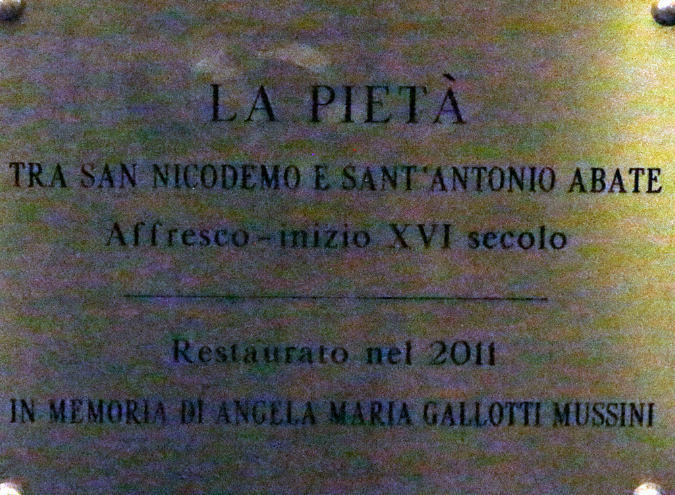 LA PIETÀ
TRA SAN NICODEMO E SANT'ANTONIO ABATE
Affresco - inizio XVI secolo
Restaurato nel 2011
IN MEMORIA DI ANGELA MARIA GALLOTTI MUSSINI